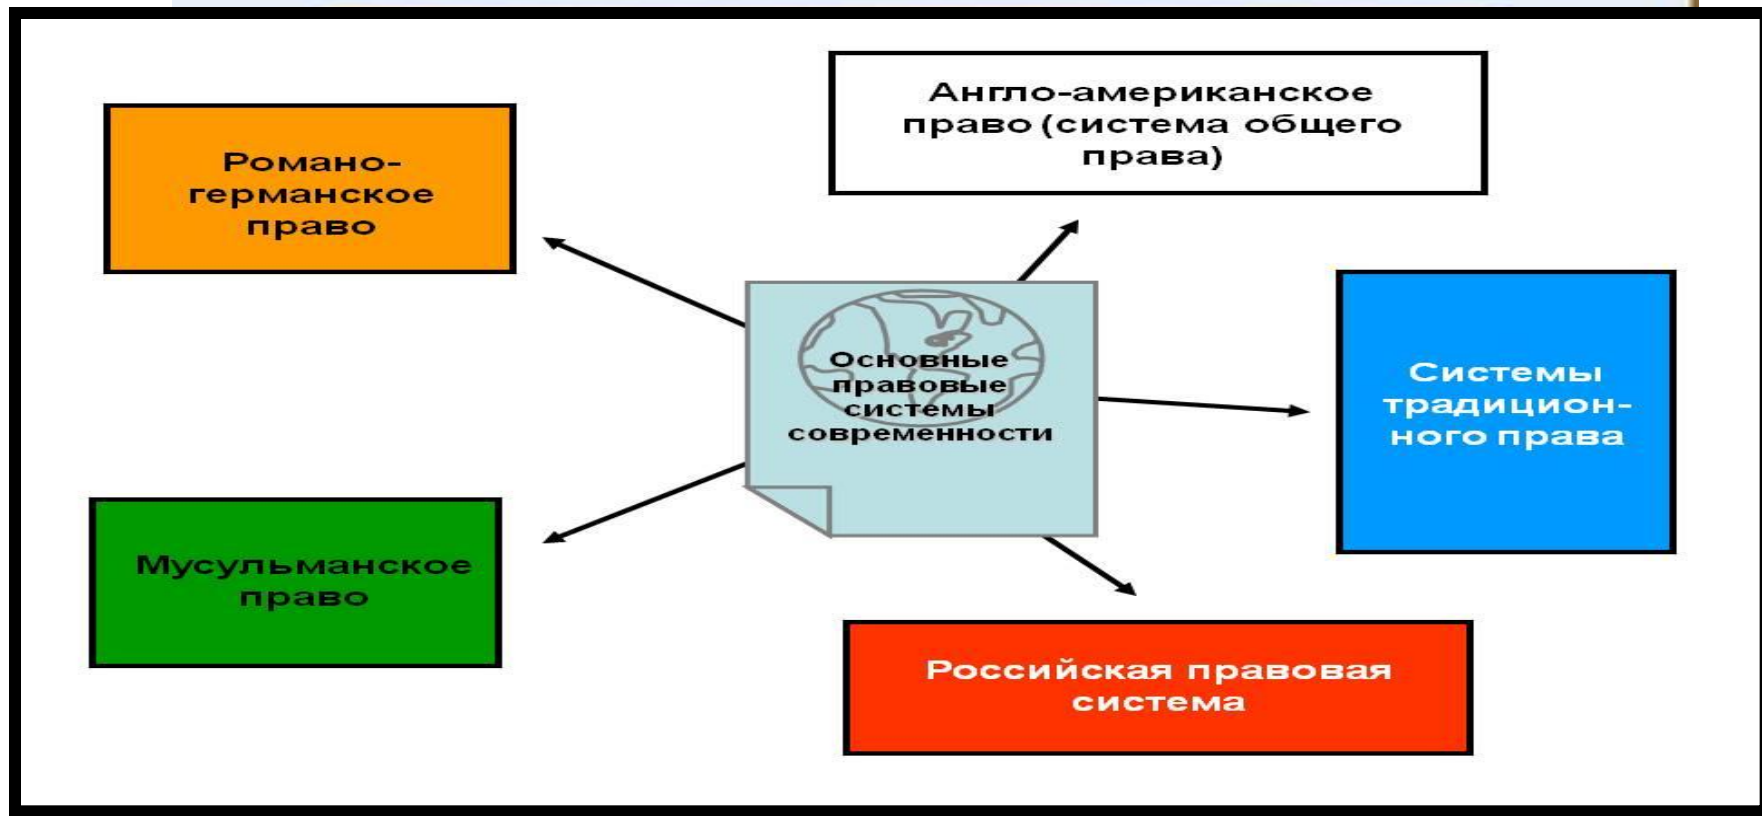 Англо-американское
право (система общего
права)
Романо-
германское
право
Основные
правовые
системы
современности
Системы
традицион-
ного права
Мусульманское
право
Российская правовая
система